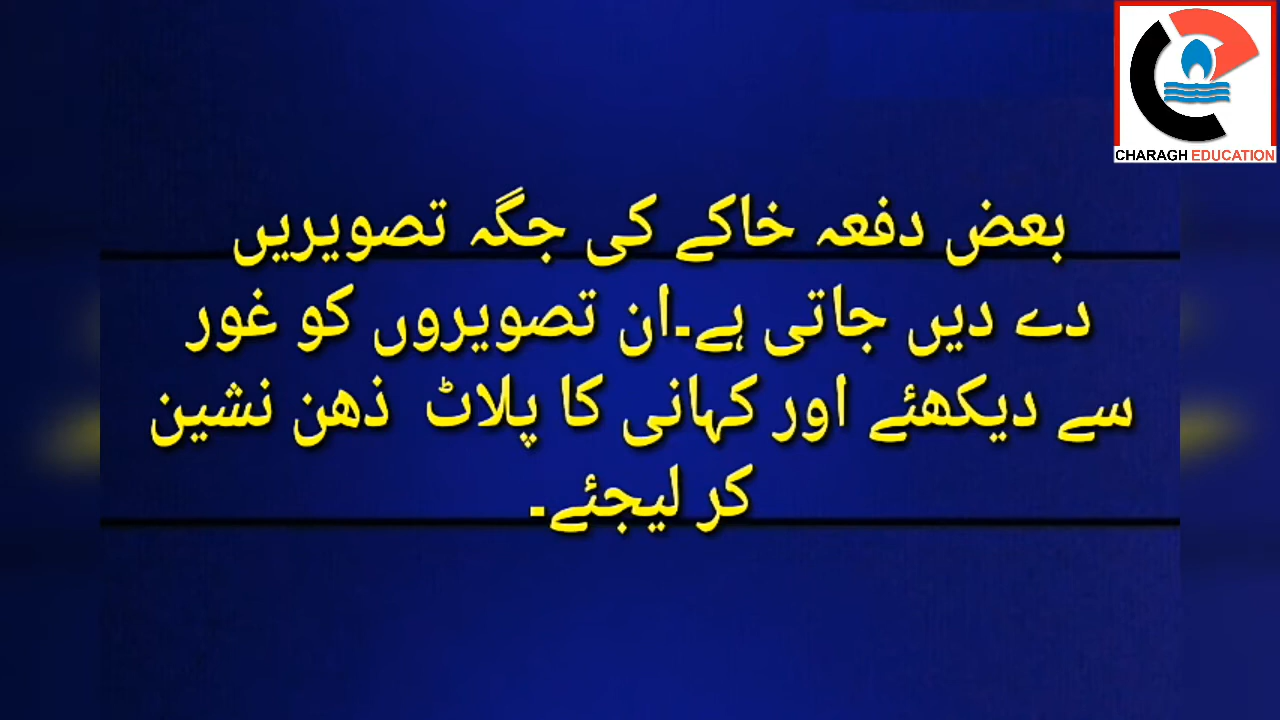 CHARAGH EDUCATION
بعض دفعہ خاکے کی جگہ تصویریں
دے دیں جاتی ہے۔ان تصویروں کو غور
سے دیکھئے اور کہانی کا پلاٹ ذھن نشین
کر لیجئے۔